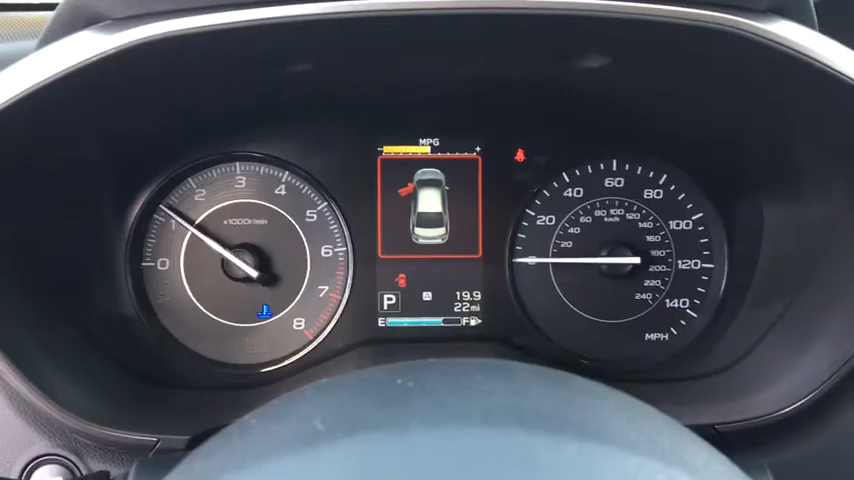 MPG
- +
x1000r/min
0 1 2 3 4 5 6 7 8
P A
19.9
22mi
E F
0 20 40 60 80 100 120 140
20 40 60 80 100 120 140 160 180 200 220 240
km/h
MPH